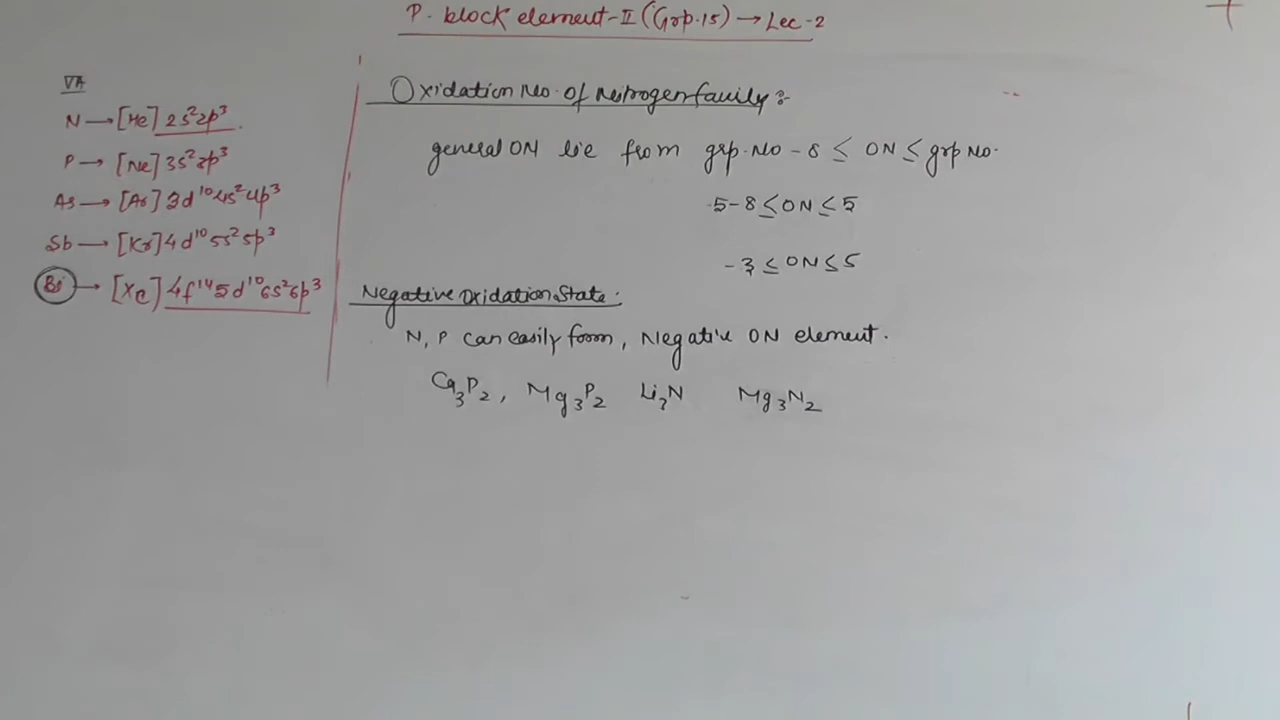 P. block element-II (Grp.15) → Lec-2
VA
N → [He] 2s²2p³
P → [Ne] 3s²2p³
As → [Ar] 3d¹⁰4s²4p³
Sb → [Kr] 4d¹⁰5s²5p³
Bi → [Xe] 4f¹⁴5d¹⁰6s²6p³
Oxidation No. of Nitrogen family :-
general ON lie from grp.No - 8 ≤ ON ≤ grp No.
5-8 ≤ ON ≤ 5
-3 ≤ ON ≤ 5
Negative Oxidation State.
N, P can easily form, Negative ON element.
Ca₃P₂, Mg₃P₂ Li₃N Mg₃N₂